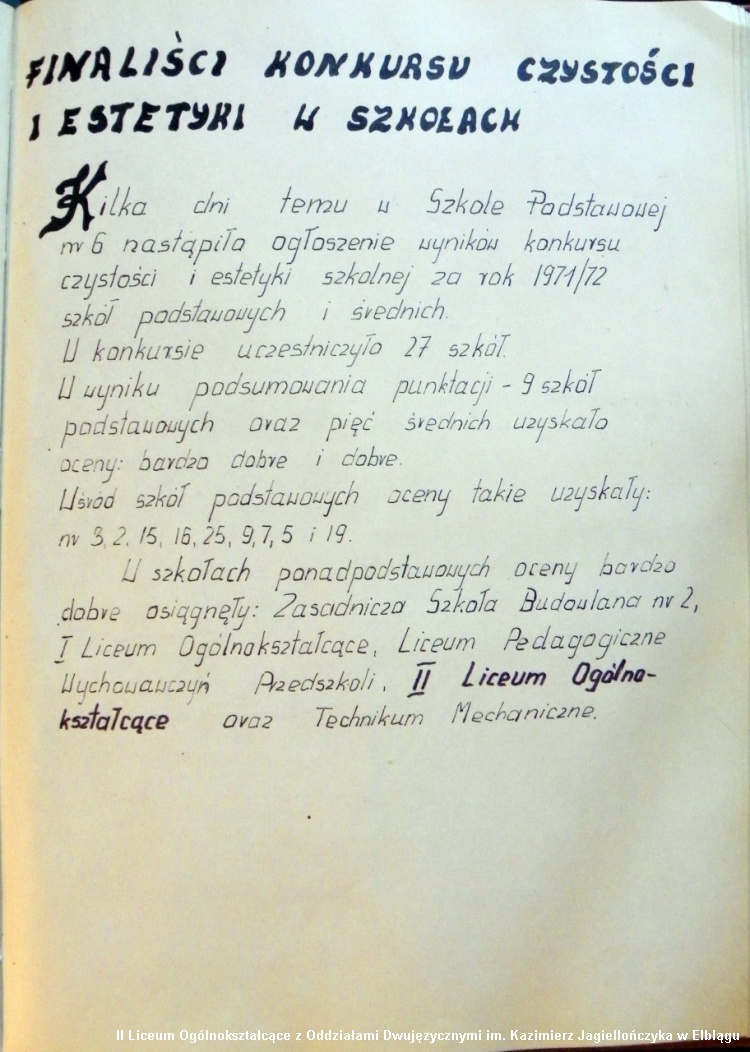 FINALIŚCI KONKURSU CZYSTOŚCI
I ESTETYKI W SZKOŁACH
Kilka dni temu w Szkole Podstawowej
nr 6 nastąpiło ogłoszenie wyników konkursu
czystości i estetyki szkolnej za rok 1971/72
szkół podstawowych i średnich.
W konkursie uczestniczyło 27 szkół.
W wyniku podsumowania punktacji - 9 szkół
podstawowych oraz pięć średnich uzyskało
oceny: bardzo dobre i dobre.
Wśród szkół podstawowych oceny takie uzyskały:
nr 3, 2, 15, 16, 25, 9, 7, 5 i 19.
W szkołach ponadpodstawowych oceny bardzo
dobre osiągnęły: Zasadnicza Szkoła Budowlana nr 2,
I Liceum Ogólnokształcące, Liceum Pedagogiczne
Wychowawczyń Przedszkoli, II Liceum Ogólno-
kształcące oraz Technikum Mechaniczne.
II Liceum Ogólnokształcące z Oddziałami Dwujęzycznymi im. Kazimierz Jagiellończyka w Elblągu